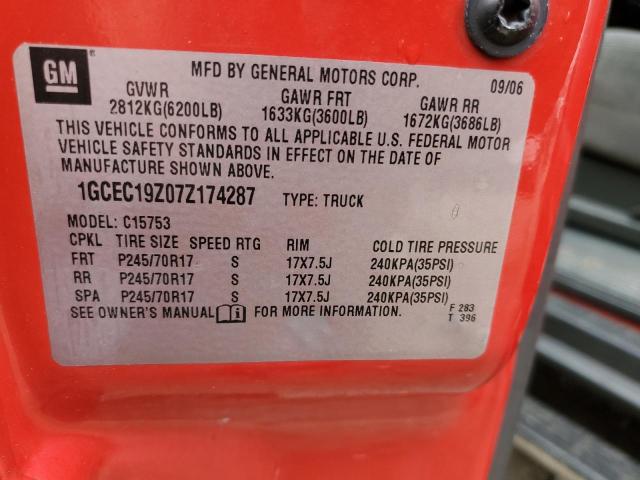 GM
®
MFD BY GENERAL MOTORS CORP.
09/06
GVWR GAWR FRT GAWR RR
2812KG(6200LB) 1633KG(3600LB) 1672KG(3686LB)
THIS VEHICLE CONFORMS TO ALL APPLICABLE U.S. FEDERAL MOTOR
VEHICLE SAFETY STANDARDS IN EFFECT ON THE DATE OF
MANUFACTURE SHOWN ABOVE.
1GCEC19Z07Z174287 TYPE: TRUCK
MODEL: C15753
CPKL TIRE SIZE SPEED RTG RIM COLD TIRE PRESSURE
FRT P245/70R17 S 17X7.5J 240KPA(35PSI)
RR P245/70R17 S 17X7.5J 240KPA(35PSI)
SPA P245/70R17 S 17X7.5J 240KPA(35PSI)
SEE OWNER'S MANUAL FOR MORE INFORMATION.
F 283
T 396